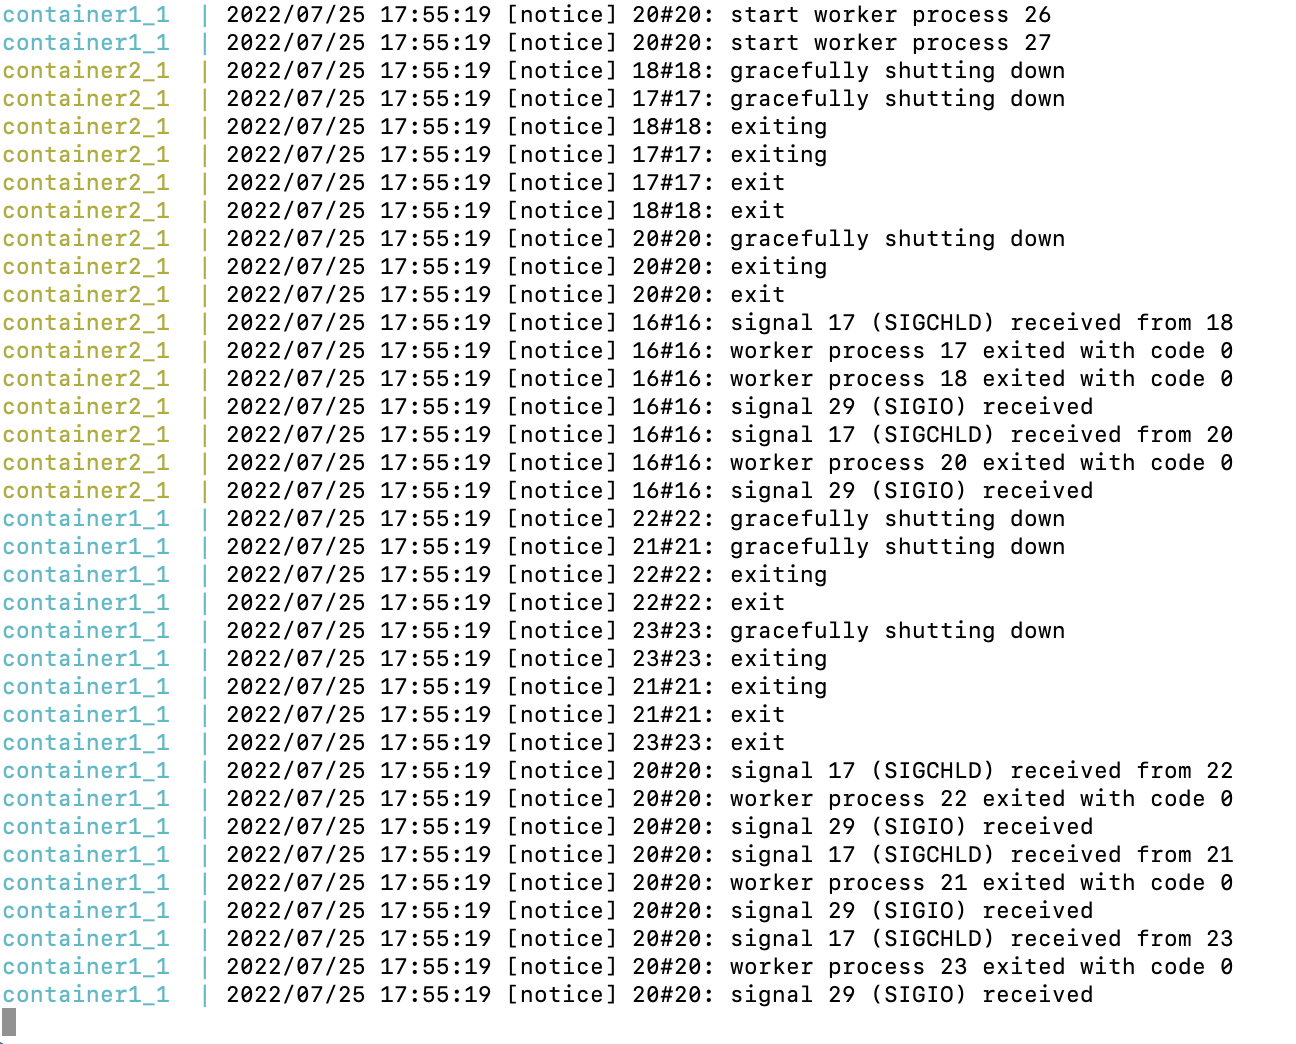 container1_1  | 2022/07/25 17:55:19 [notice] 20#20: start worker process 26
container1_1  | 2022/07/25 17:55:19 [notice] 20#20: start worker process 27
container2_1  | 2022/07/25 17:55:19 [notice] 18#18: gracefully shutting down
container2_1  | 2022/07/25 17:55:19 [notice] 17#17: gracefully shutting down
container2_1  | 2022/07/25 17:55:19 [notice] 18#18: exiting
container2_1  | 2022/07/25 17:55:19 [notice] 17#17: exiting
container2_1  | 2022/07/25 17:55:19 [notice] 17#17: exit
container2_1  | 2022/07/25 17:55:19 [notice] 18#18: exit
container2_1  | 2022/07/25 17:55:19 [notice] 20#20: gracefully shutting down
container2_1  | 2022/07/25 17:55:19 [notice] 20#20: exiting
container2_1  | 2022/07/25 17:55:19 [notice] 20#20: exit
container2_1  | 2022/07/25 17:55:19 [notice] 16#16: signal 17 (SIGCHLD) received from 18
container2_1  | 2022/07/25 17:55:19 [notice] 16#16: worker process 17 exited with code 0
container2_1  | 2022/07/25 17:55:19 [notice] 16#16: worker process 18 exited with code 0
container2_1  | 2022/07/25 17:55:19 [notice] 16#16: signal 29 (SIGIO) received
container2_1  | 2022/07/25 17:55:19 [notice] 16#16: signal 17 (SIGCHLD) received from 20
container2_1  | 2022/07/25 17:55:19 [notice] 16#16: worker process 20 exited with code 0
container2_1  | 2022/07/25 17:55:19 [notice] 16#16: signal 29 (SIGIO) received
container1_1  | 2022/07/25 17:55:19 [notice] 22#22: gracefully shutting down
container1_1  | 2022/07/25 17:55:19 [notice] 21#21: gracefully shutting down
container1_1  | 2022/07/25 17:55:19 [notice] 22#22: exiting
container1_1  | 2022/07/25 17:55:19 [notice] 22#22: exit
container1_1  | 2022/07/25 17:55:19 [notice] 23#23: gracefully shutting down
container1_1  | 2022/07/25 17:55:19 [notice] 23#23: exiting
container1_1  | 2022/07/25 17:55:19 [notice] 21#21: exiting
container1_1  | 2022/07/25 17:55:19 [notice] 21#21: exit
container1_1  | 2022/07/25 17:55:19 [notice] 23#23: exit
container1_1  | 2022/07/25 17:55:19 [notice] 20#20: signal 17 (SIGCHLD) received from 22
container1_1  | 2022/07/25 17:55:19 [notice] 20#20: worker process 22 exited with code 0
container1_1  | 2022/07/25 17:55:19 [notice] 20#20: signal 29 (SIGIO) received
container1_1  | 2022/07/25 17:55:19 [notice] 20#20: signal 17 (SIGCHLD) received from 21
container1_1  | 2022/07/25 17:55:19 [notice] 20#20: worker process 21 exited with code 0
container1_1  | 2022/07/25 17:55:19 [notice] 20#20: signal 29 (SIGIO) received
container1_1  | 2022/07/25 17:55:19 [notice] 20#20: signal 17 (SIGCHLD) received from 23
container1_1  | 2022/07/25 17:55:19 [notice] 20#20: worker process 23 exited with code 0
container1_1  | 2022/07/25 17:55:19 [notice] 20#20: signal 29 (SIGIO) received